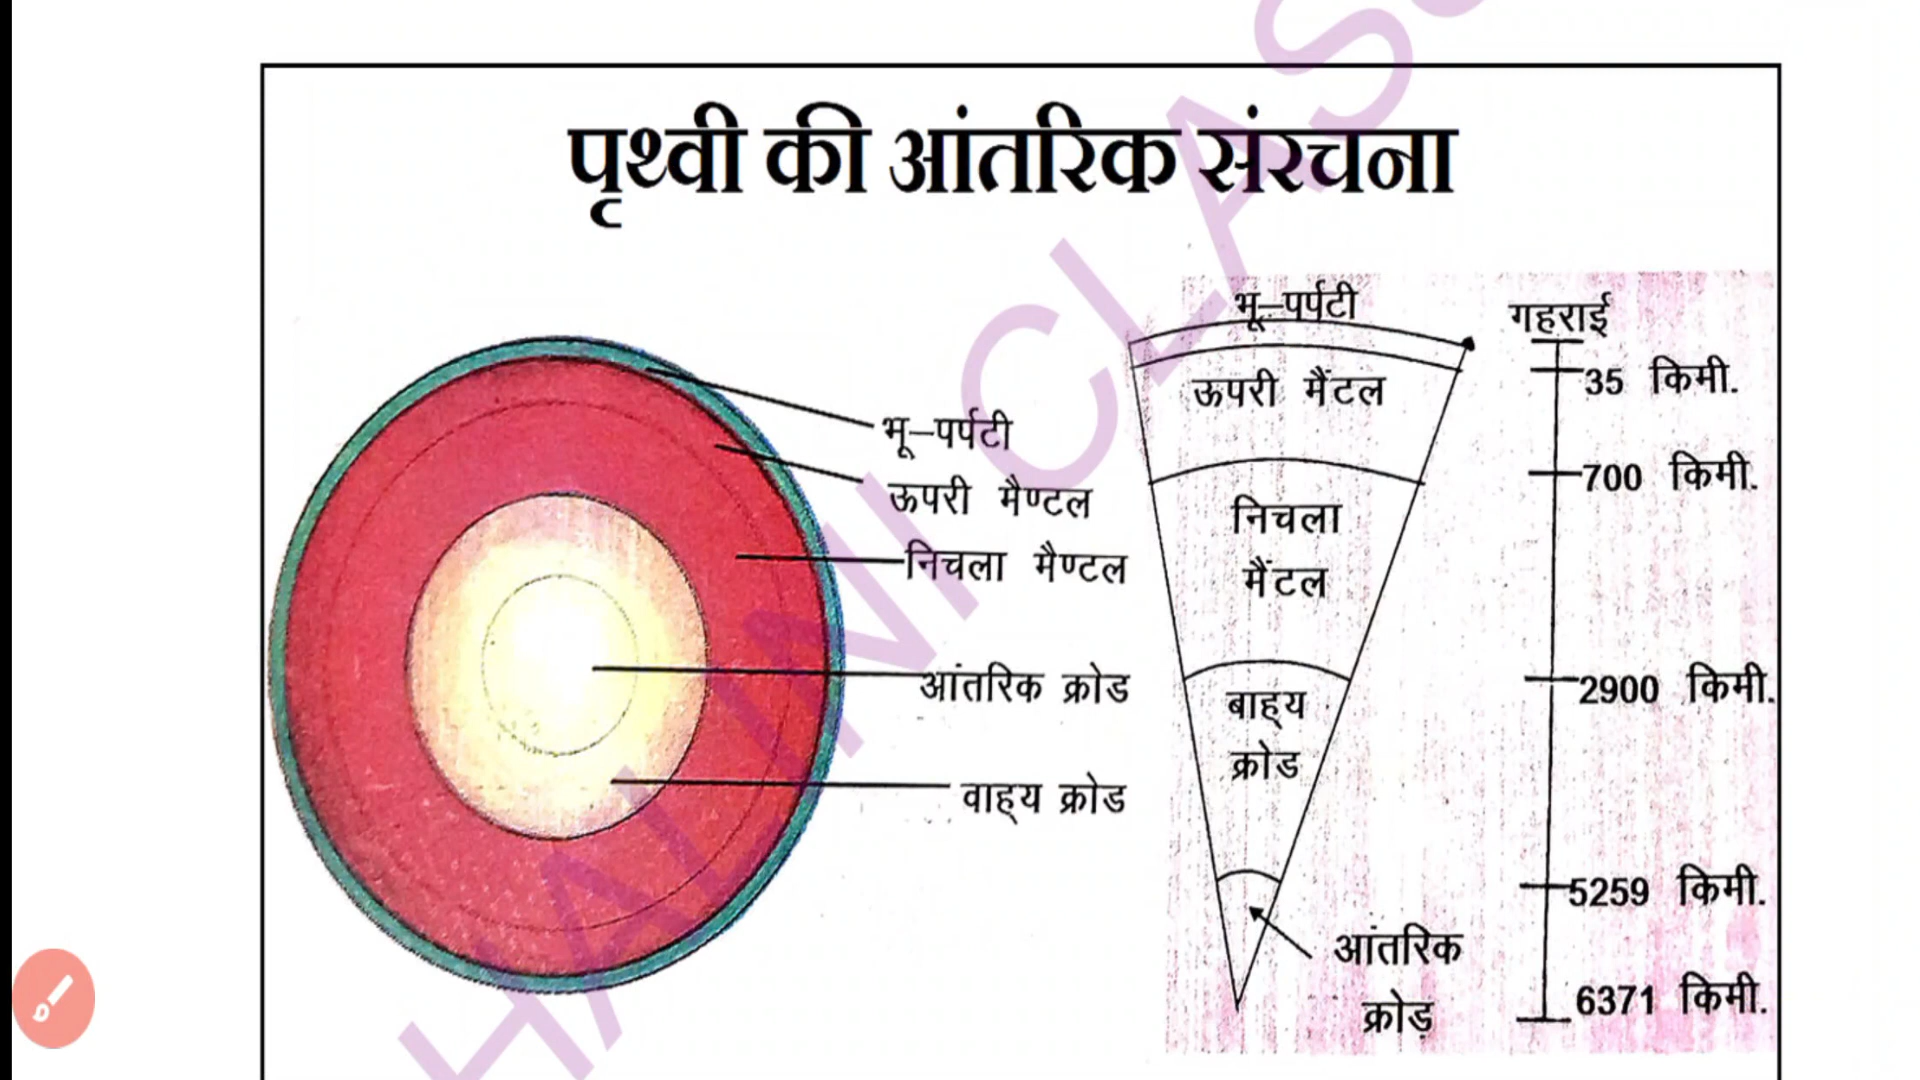 पृथ्वी की आंतरिक संरचना
भू–पर्पटी
ऊपरी मैण्टल
निचला मैण्टल
आंतरिक क्रोड
वाह्य क्रोड
भू–पर्पटी
ऊपरी मैंटल
निचला
मैंटल
बाह्य
क्रोड
आंतरिक
क्रोड़
गहराई
35 किमी.
700 किमी.
2900 किमी.
5259 किमी.
6371 किमी.